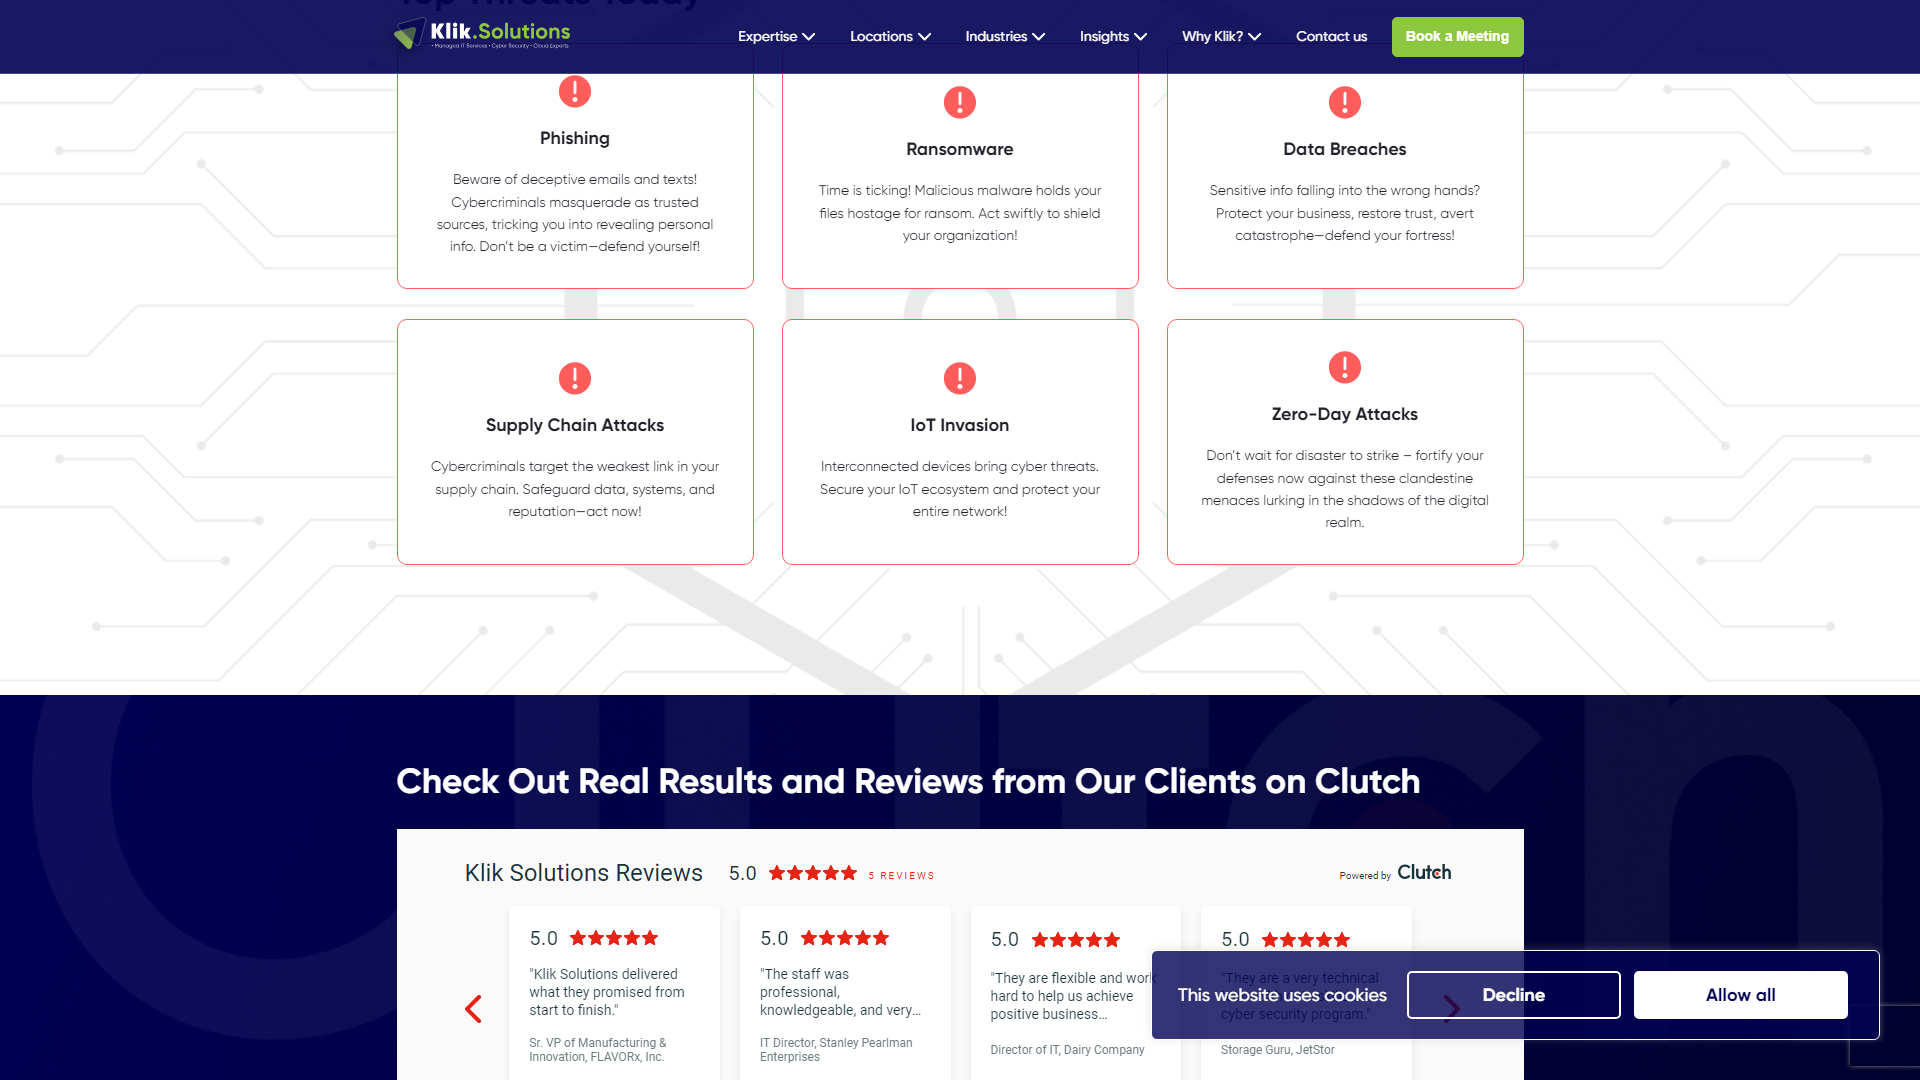 Top Threats Today
Klik.Solutions
• Managed IT Services • Cyber Security • Cloud Experts
Expertise
Locations
Industries
Insights
Why Klik?
Contact us
Book a Meeting
Phishing
Beware of deceptive emails and texts!
Cybercriminals masquerade as trusted
sources, tricking you into revealing personal
info. Don’t be a victim—defend yourself!
Ransomware
Time is ticking! Malicious malware holds your
files hostage for ransom. Act swiftly to shield
your organization!
Data Breaches
Sensitive info falling into the wrong hands?
Protect your business, restore trust, avert
catastrophe—defend your fortress!
Supply Chain Attacks
Cybercriminals target the weakest link in your
supply chain. Safeguard data, systems, and
reputation—act now!
IoT Invasion
Interconnected devices bring cyber threats.
Secure your IoT ecosystem and protect your
entire network!
Zero-Day Attacks
Don’t wait for disaster to strike – fortify your
defenses now against these clandestine
menaces lurking in the shadows of the digital
realm.
Check Out Real Results and Reviews from Our Clients on Clutch
Klik Solutions Reviews
5.0
5 REVIEWS
Powered by Clutch
5.0
"Klik Solutions delivered
what they promised from
start to finish."
Sr. VP of Manufacturing &
Innovation, FLAVORx, Inc.
5.0
"The staff was
professional,
knowledgeable, and very...
IT Director, Stanley Pearlman
Enterprises
5.0
"They are flexible and work
hard to help us achieve
positive business...
Director of IT, Dairy Company
5.0
"They are a very technical
cyber security program."
Storage Guru, JetStor
This website uses cookies
Decline
Allow all